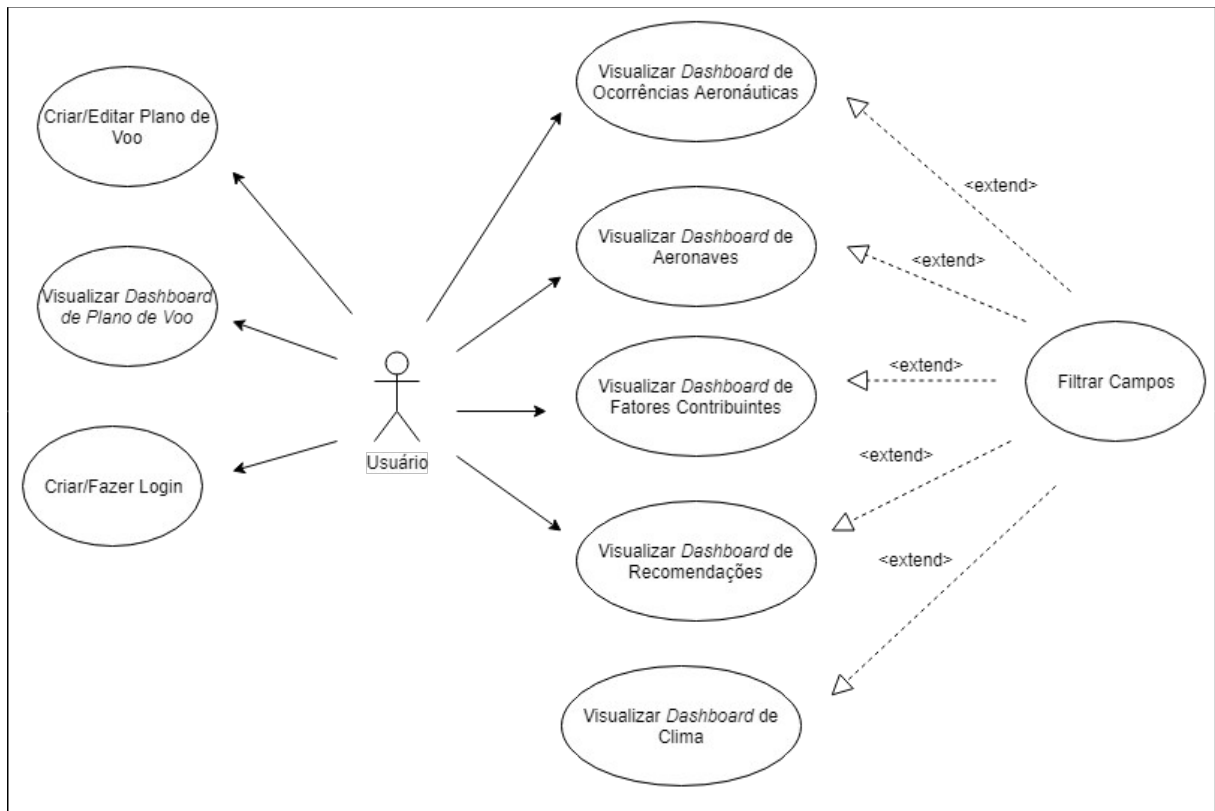 Criar/Editar Plano de
Voo
Visualizar Dashboard
de Plano de Voo
Criar/Fazer Login
Usuário
Visualizar Dashboard de
Ocorrências Aeronáuticas
Visualizar Dashboard de
Aeronaves
Visualizar Dashboard de
Fatores Contribuintes
Visualizar Dashboard de
Recomendações
Visualizar Dashboard de
Clima
<extend>
<extend>
<extend>
<extend>
<extend>
Filtrar Campos